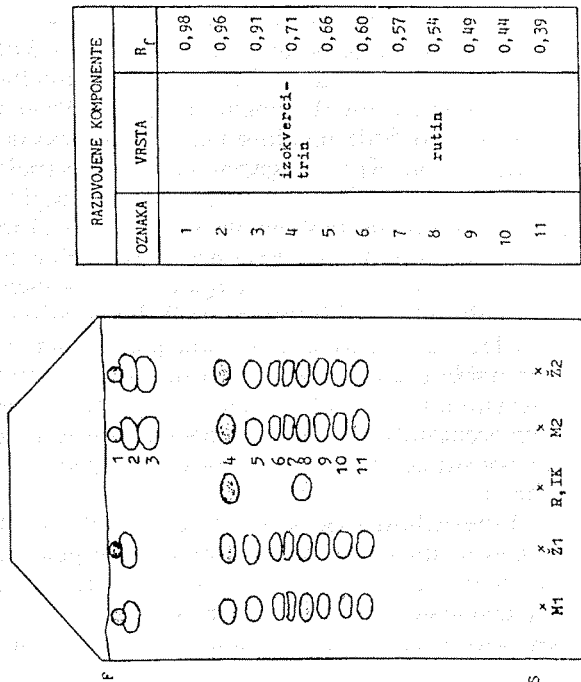 RAZDVOJENE KOMPONENTE
OZNAKA VRSTA R_f
1 0,98
2 0,96
3 0,91
4 izokverci-
trin 0,71
5 0,66
6 0,60
7 0,57
8 rutin 0,54
9 0,49
10 0,44
11 0,39
f
1
2
3
4
5
6
7
8
9
10
11
S
M1 Ž1 R,IK M2 Ž2